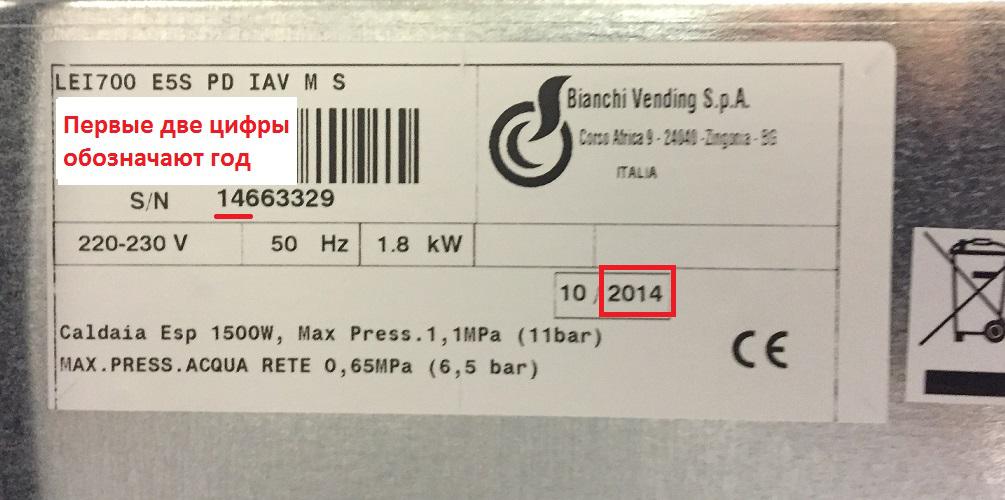 LEI700 E5S PD IAV M S
Первые две цифры
обозначают год
S/N 14663329
Bianchi Vending S.p.A.
Corso Africa 9 - 24040 -Zingonia - BG
ITALIA
220-230 V 50 Hz 1.8 kW
10 / 2014
Caldaia Esp 1500W, Max Press.1,1MPa (11bar)
MAX.PRESS.ACQUA RETE 0,65MPa (6,5 bar)
CE